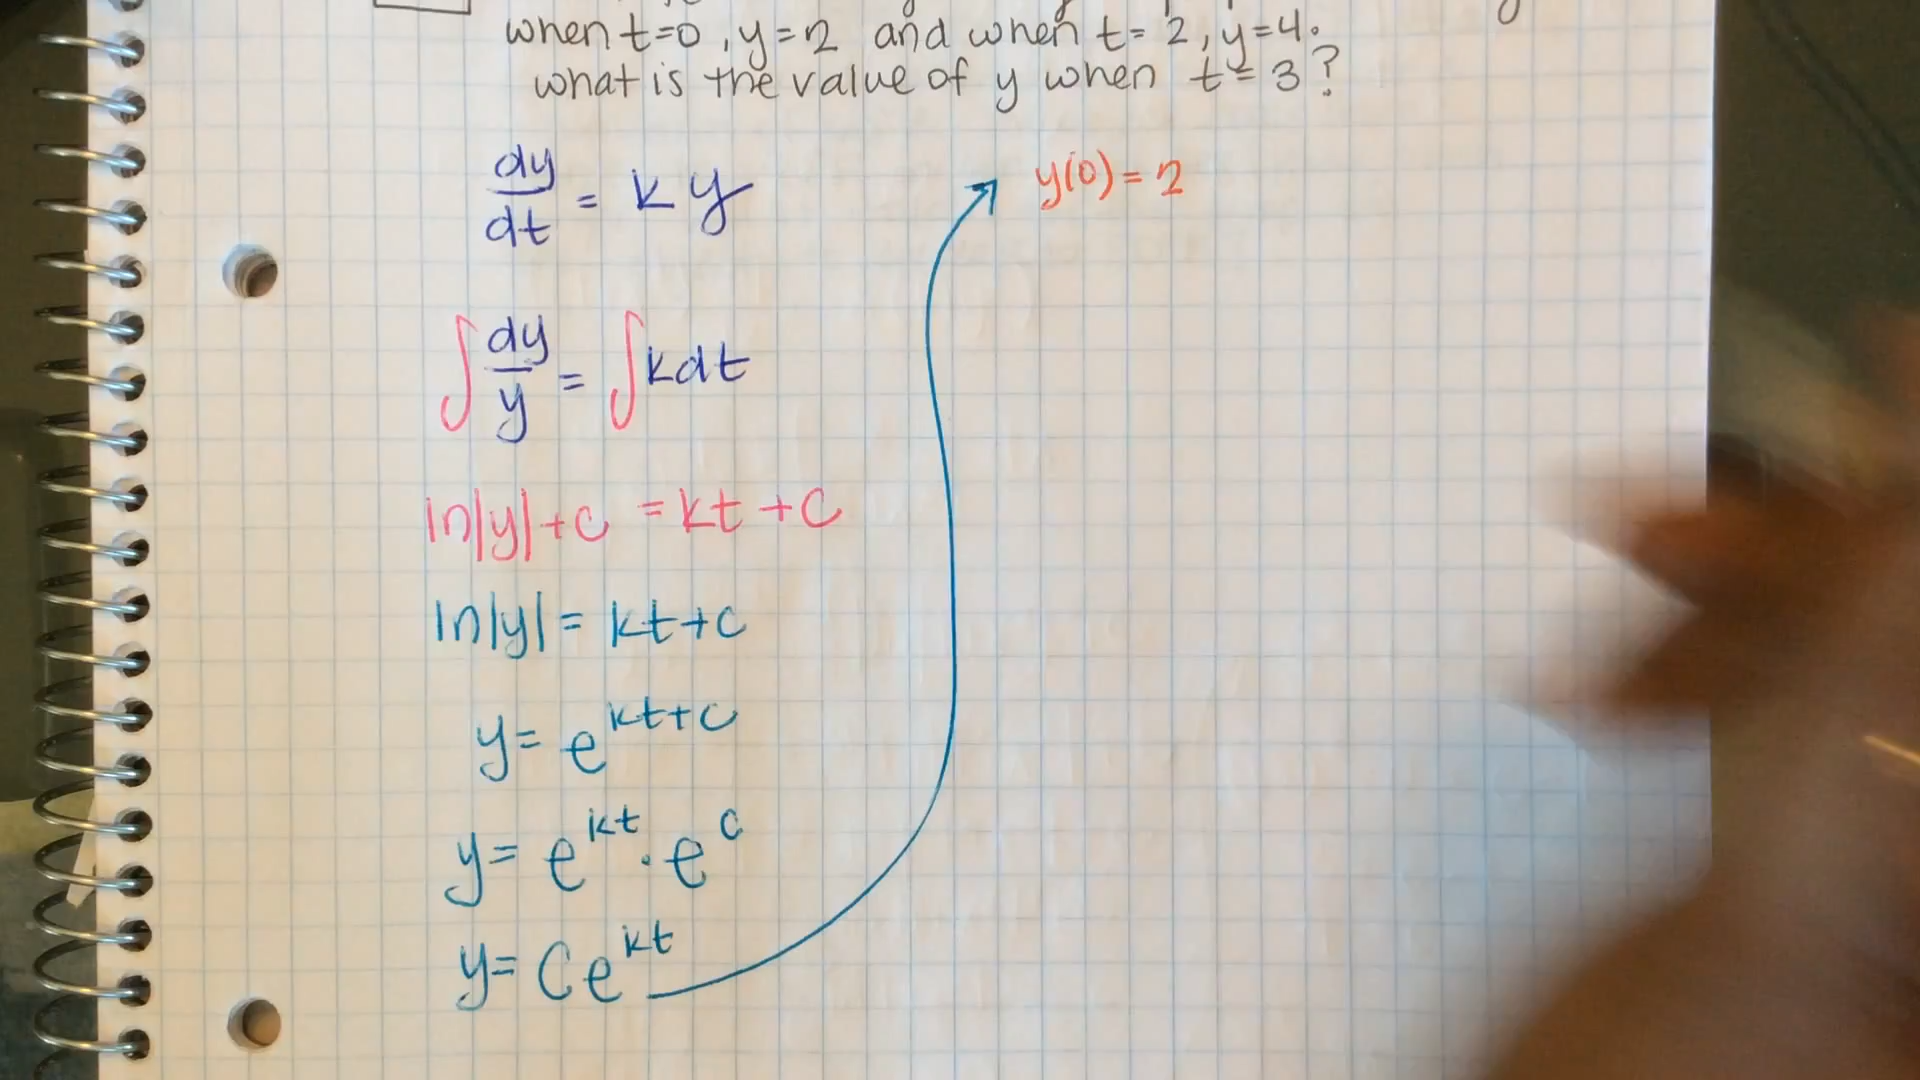 when t=0, y=2 and when t=2, y=4.
what is the value of y when t=3?
dy/dt = ky
∫ dy/y = ∫ kdt
ln|y|+c = kt+c
ln|y| = kt+c
y= e^{kt+c}
y= e^{kt} · e^{c}
y= Ce^{kt}
y(0)=2